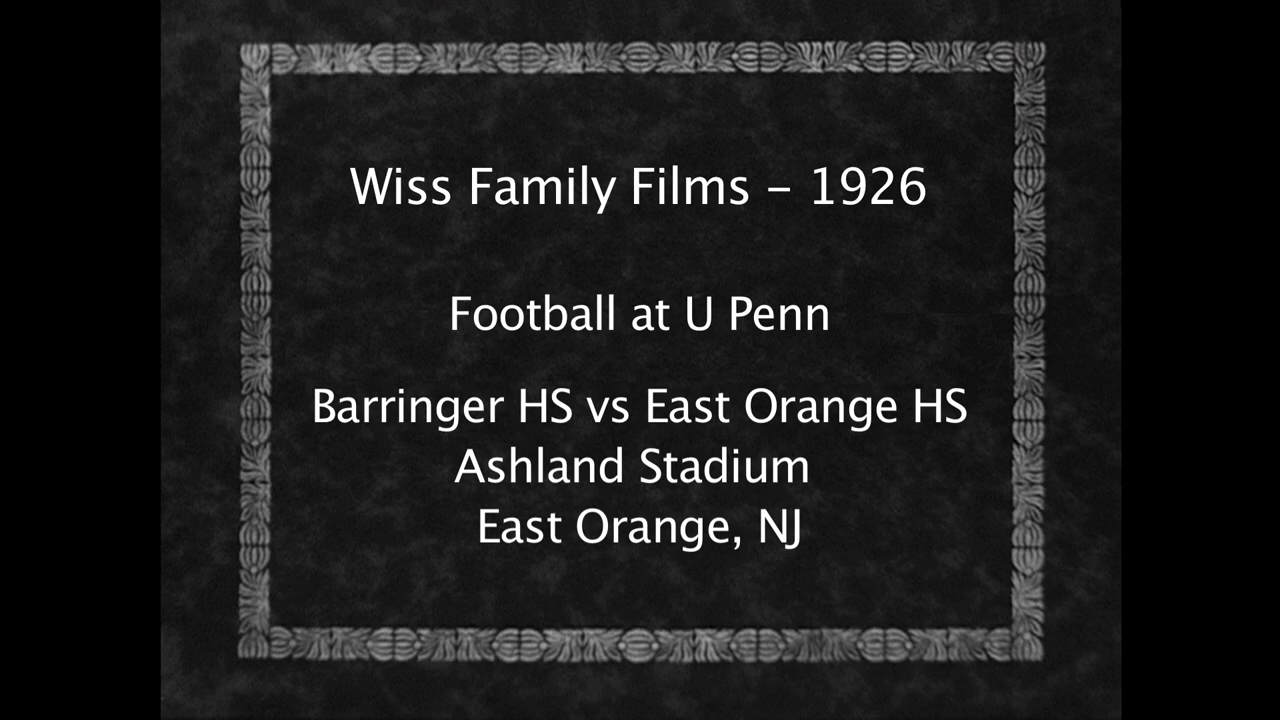 Wiss Family Films – 1926
Football at U Penn
Barringer HS vs East Orange HS
Ashland Stadium
East Orange, NJ